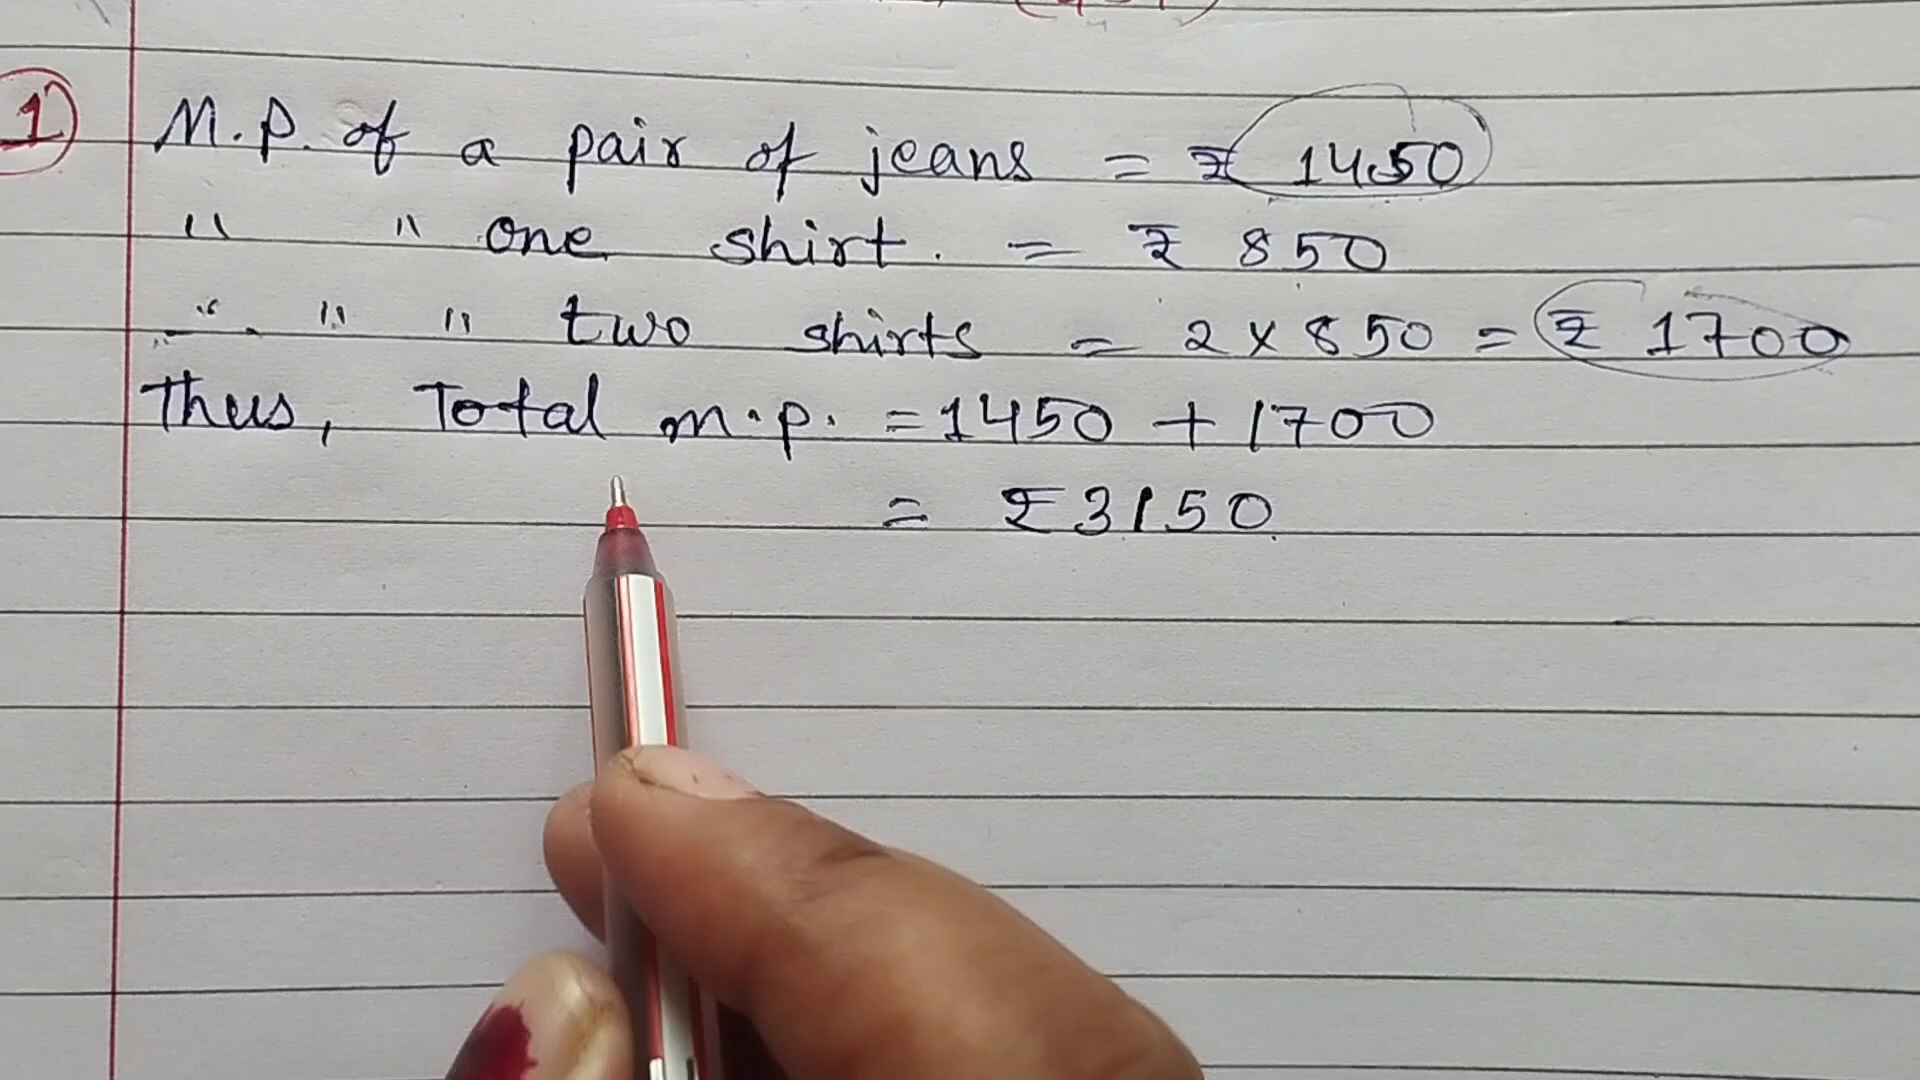 1) M.P. of a pair of jeans = ₹ 1450
" " one shirt. = ₹ 850
∴ " " two shirts = 2 x 850 = ₹ 1700
Thus, Total m.p. = 1450 + 1700
= ₹ 3150